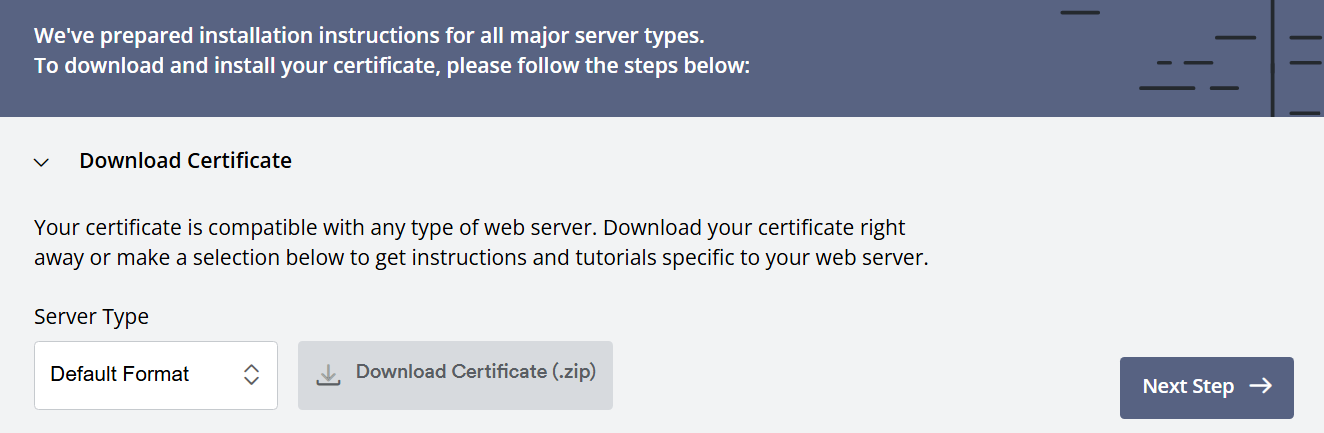 We've prepared installation instructions for all major server types.
To download and install your certificate, please follow the steps below:
Download Certificate
Your certificate is compatible with any type of web server. Download your certificate right
away or make a selection below to get instructions and tutorials specific to your web server.
Server Type
Default Format
Download Certificate (.zip)
Next Step